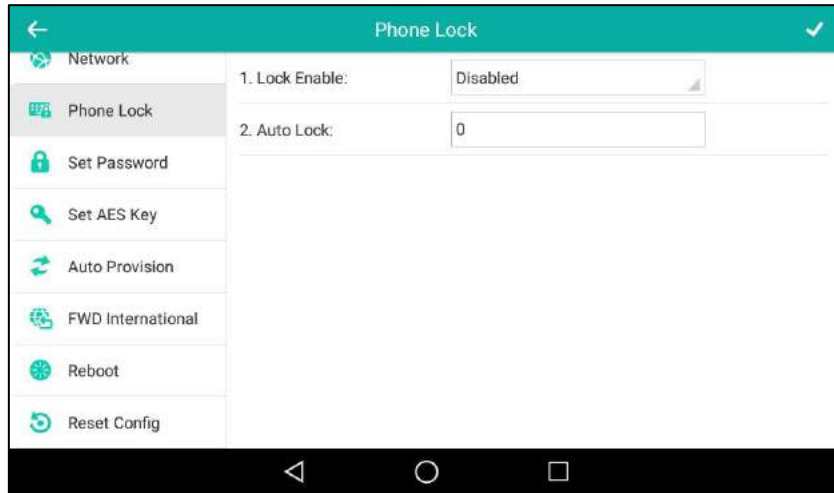 Phone Lock
Network
Phone Lock
Set Password
Set AES Key
Auto Provision
FWD International
Reboot
Reset Config
1. Lock Enable: Disabled
2. Auto Lock: 0